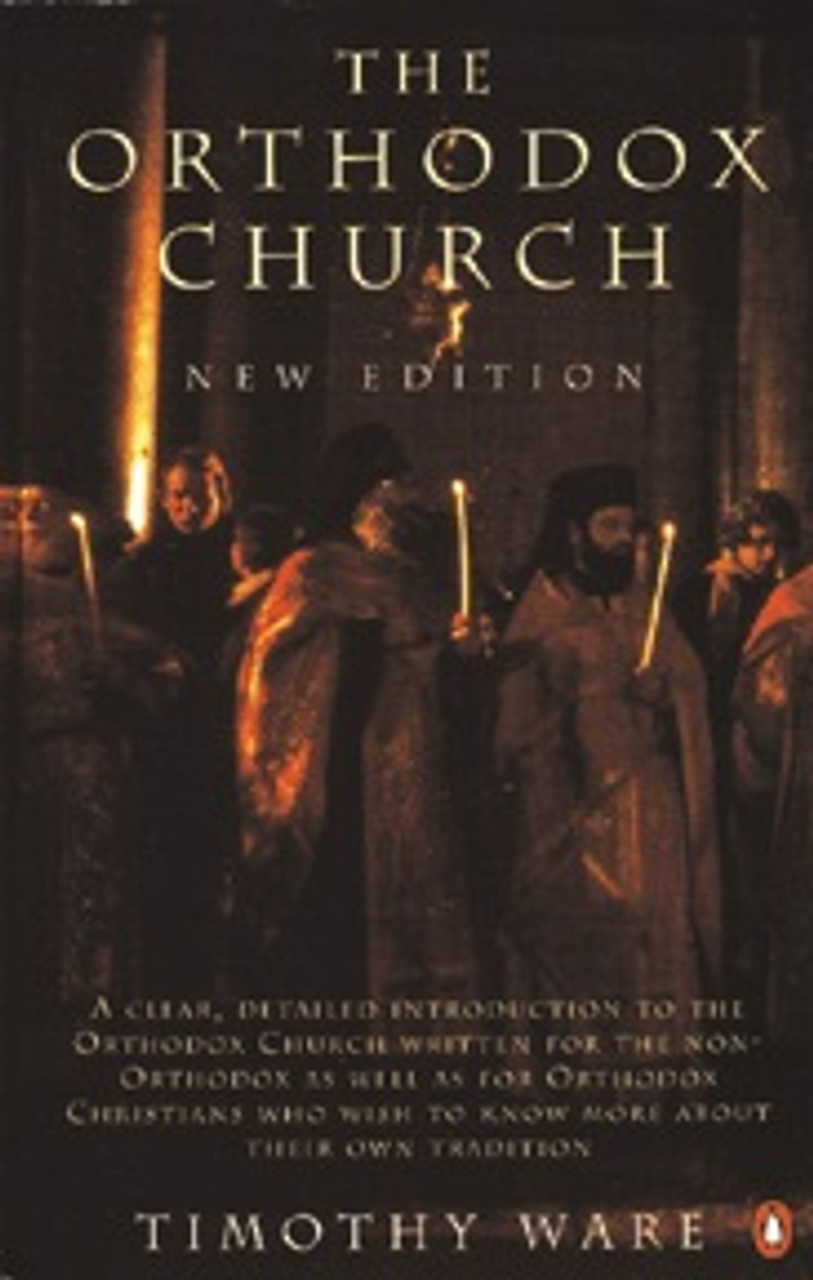 THE
ORTHODOX
CHURCH
NEW EDITION
A CLEAR, DETAILED INTRODUCTION TO THE
ORTHODOX CHURCH WRITTEN FOR THE NON-
ORTHODOX AS WELL AS FOR ORTHODOX
CHRISTIANS WHO WISH TO KNOW MORE ABOUT
THEIR OWN TRADITION
TIMOTHY WARE